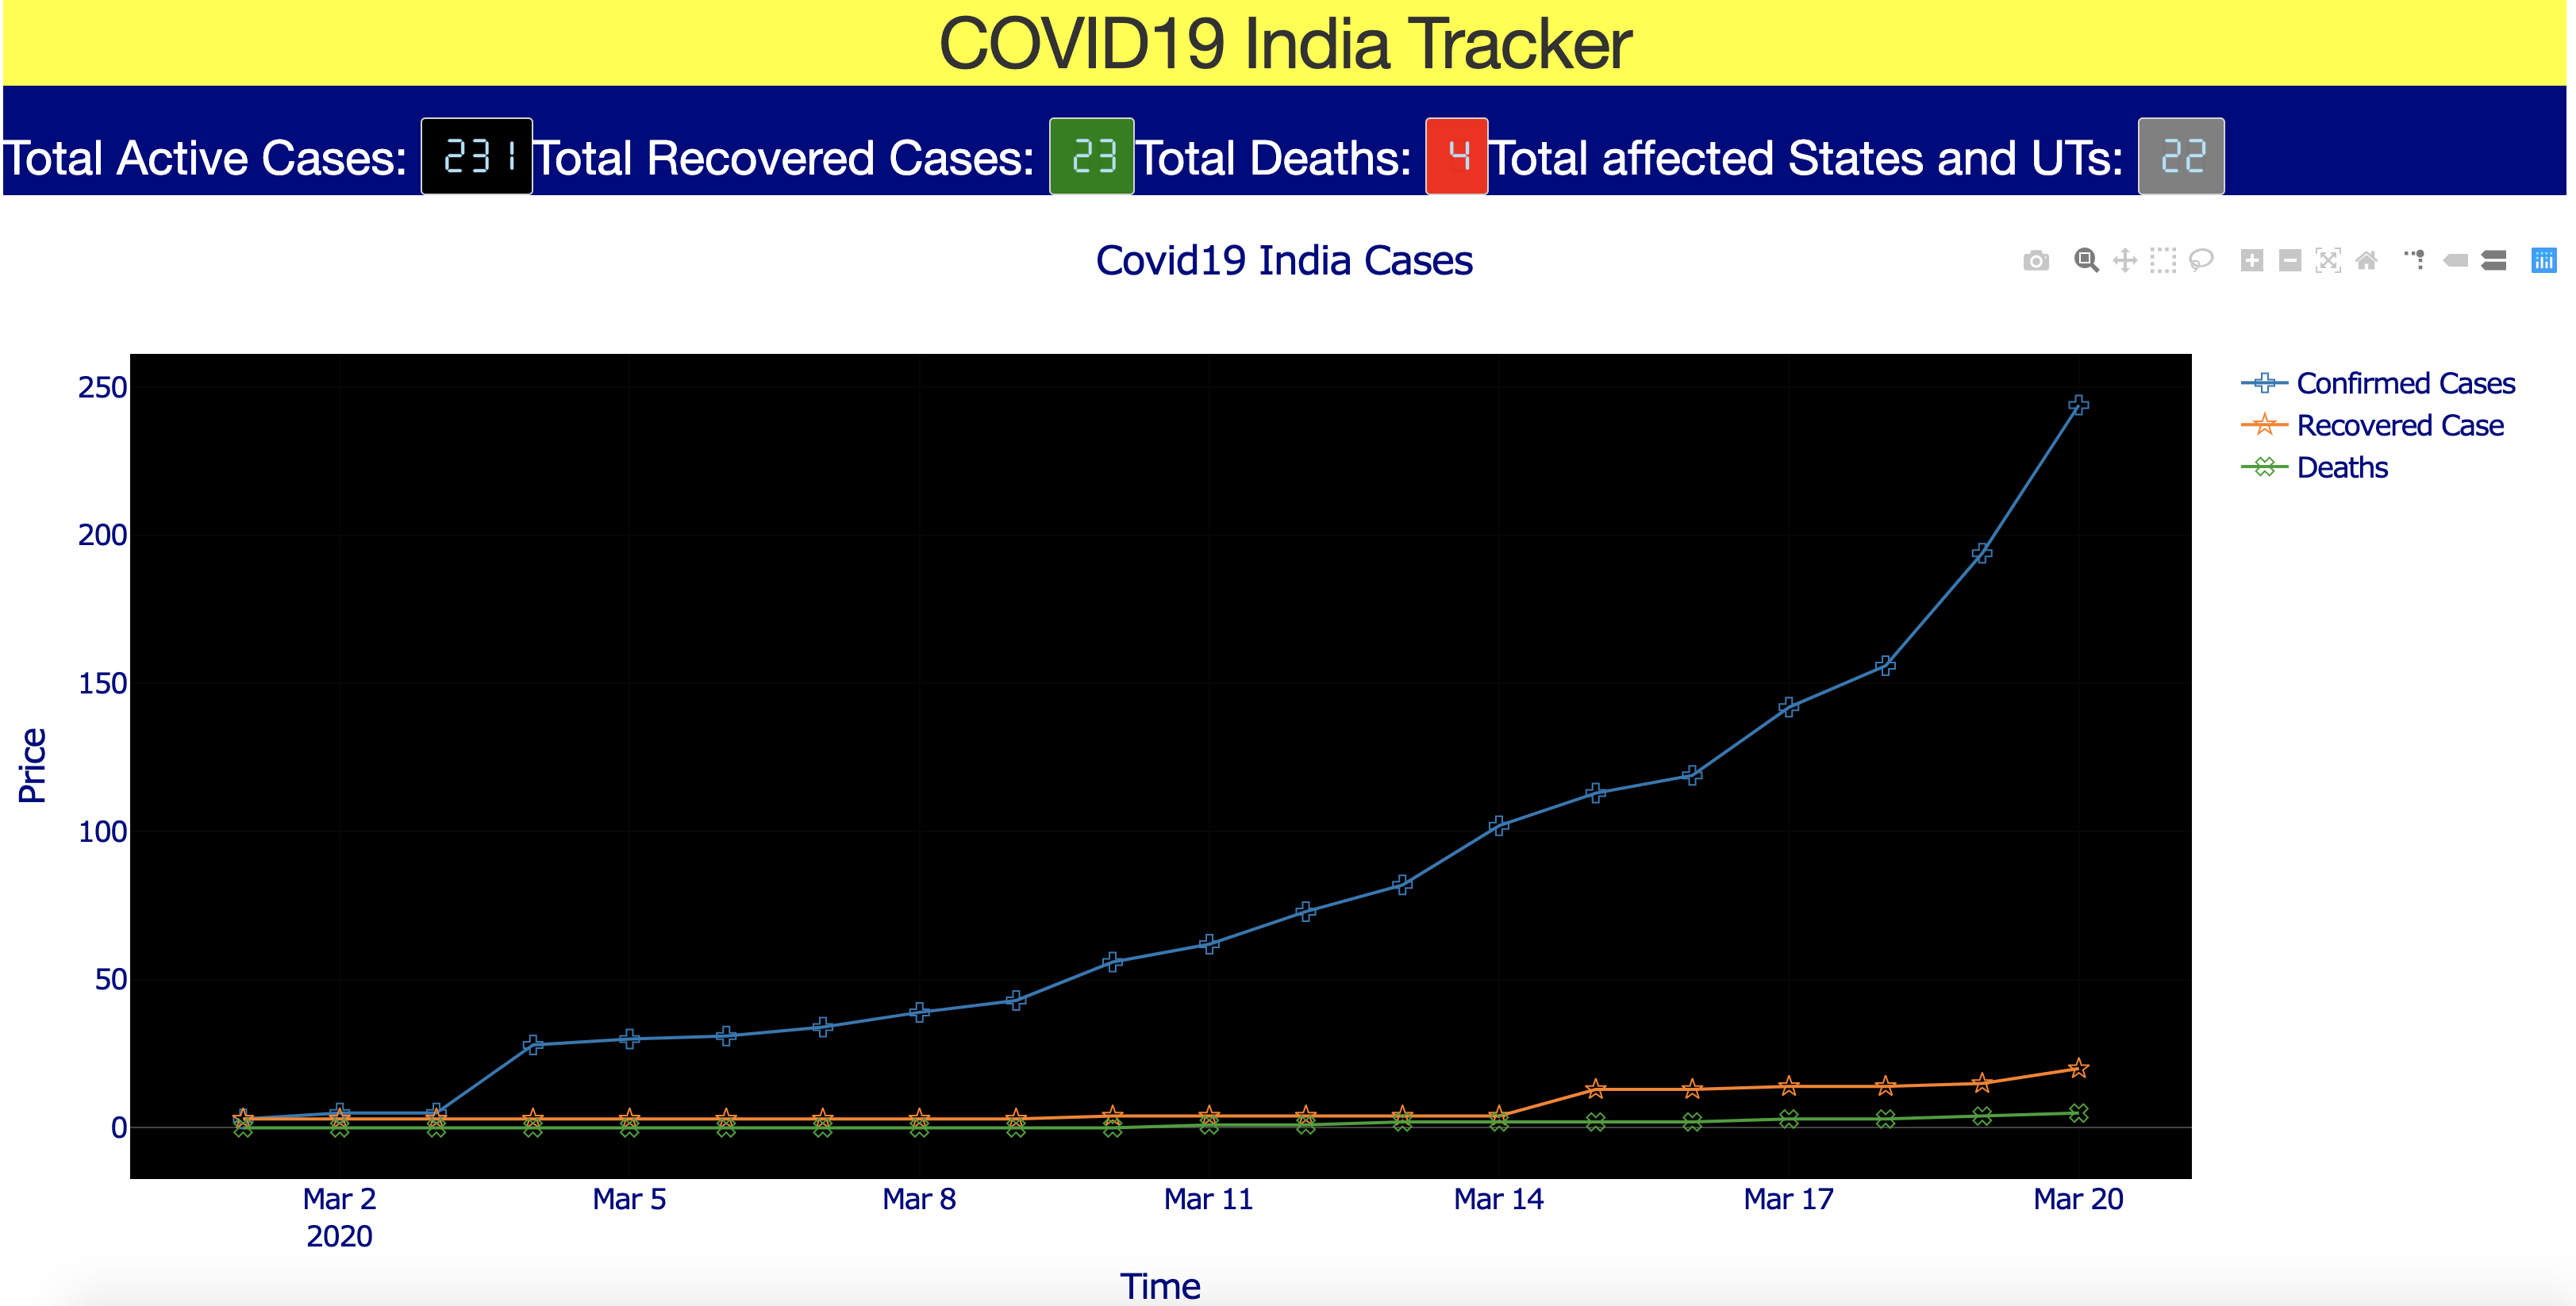 COVID19 India Tracker
Total Active Cases: 231 Total Recovered Cases: 23 Total Deaths: 4 Total affected States and UTs: 22
Covid19 India Cases
Confirmed Cases
Recovered Case
Deaths
250
200
150
100
50
0
Price
Mar 2 Mar 5 Mar 8 Mar 11 Mar 14 Mar 17 Mar 20
2020
Time